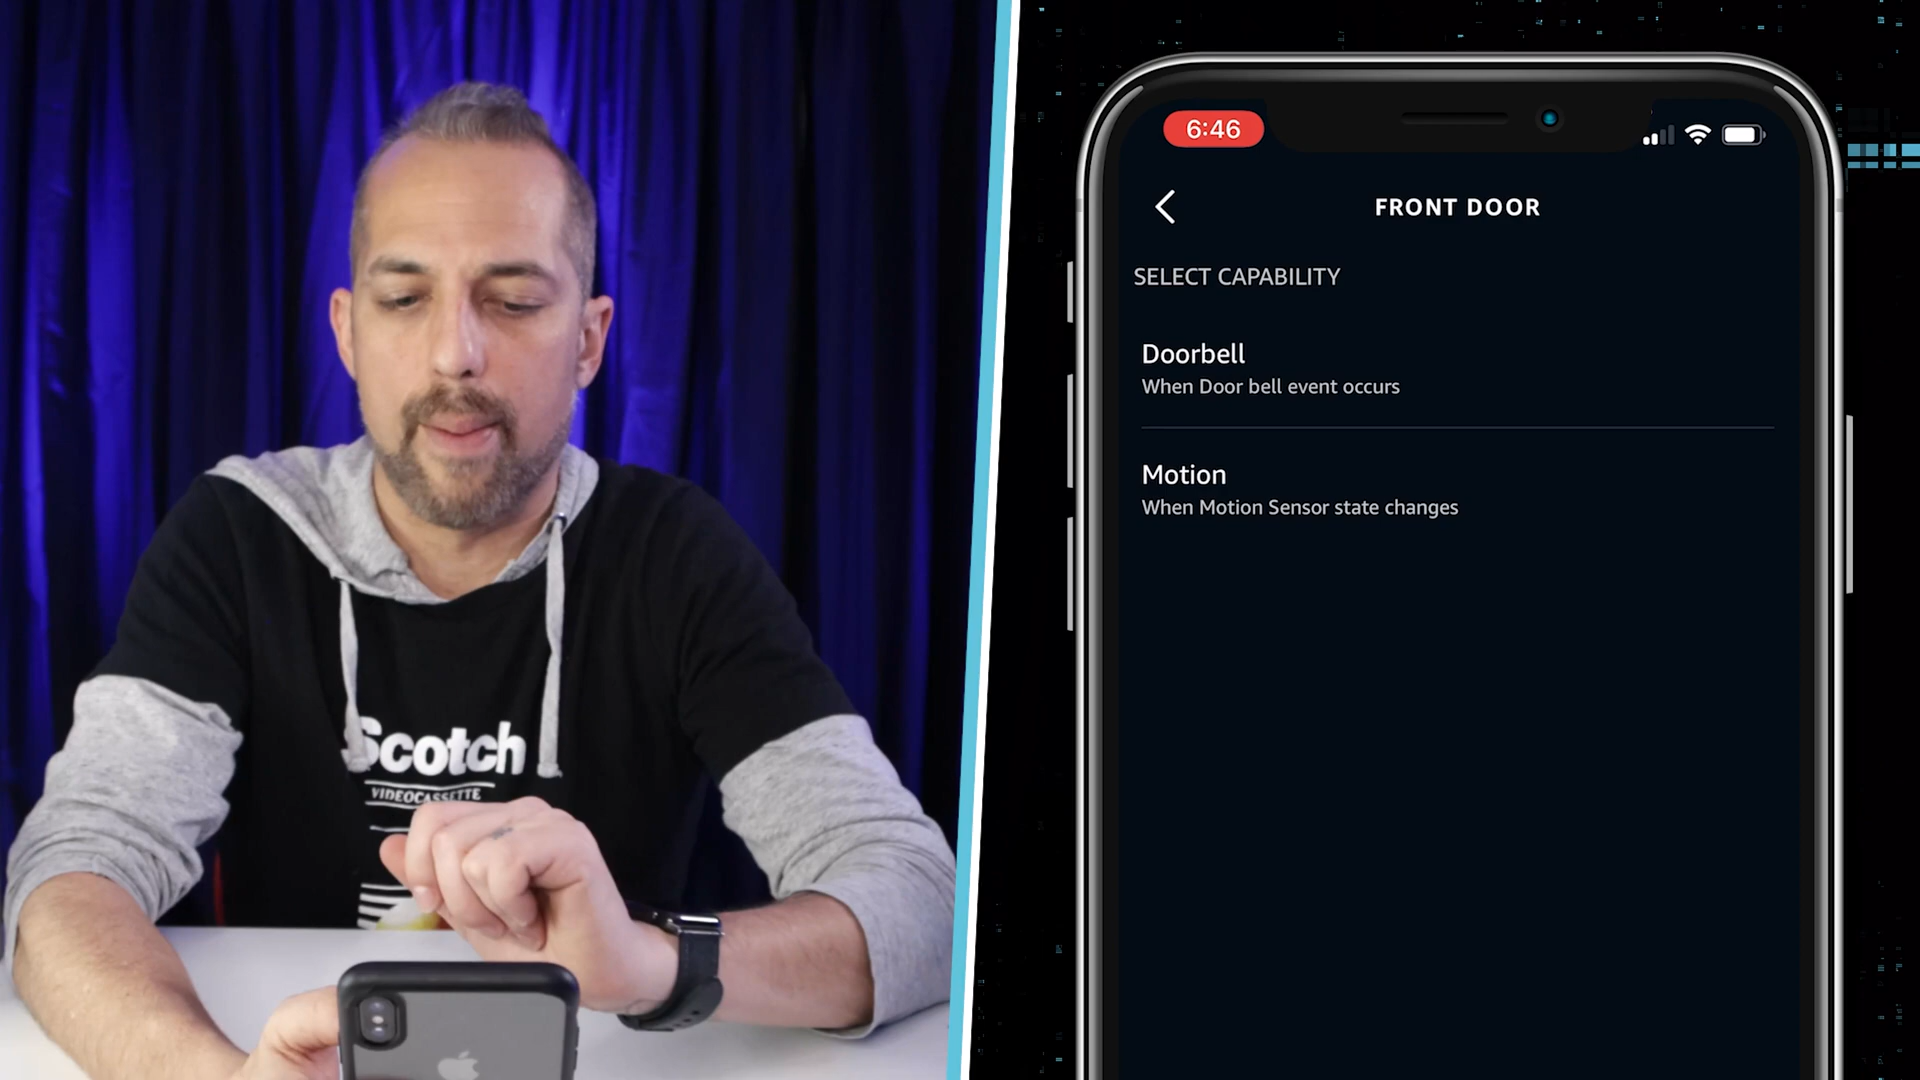 Scotch
VIDEOCASSETTE
6:46
FRONT DOOR
SELECT CAPABILITY
Doorbell
When Door bell event occurs
Motion
When Motion Sensor state changes